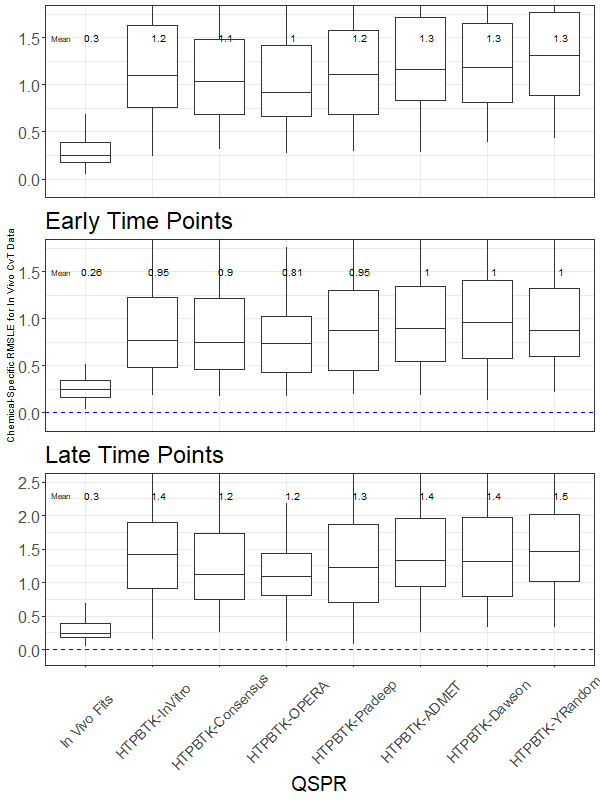 1.5
1.0
0.5
0.0
Mean 0.3 1.2 1.1 1 1.2 1.3 1.3 1.3
Early Time Points
1.5
1.0
0.5
0.0
Mean 0.26 0.95 0.9 0.81 0.95 1 1 1
Chemical-Specific RMSLE for In Vivo CvT Data
Late Time Points
2.5
2.0
1.5
1.0
0.5
0.0
Mean 0.3 1.4 1.2 1.2 1.3 1.4 1.4 1.5
In Vivo Fits
HTPBTK-InVitro
HTPBTK-Consensus
HTPBTK-OPERA
HTPBTK-Pradeep
HTPBTK-ADMET
HTPBTK-Dawson
HTPBTK-YRandom
QSPR